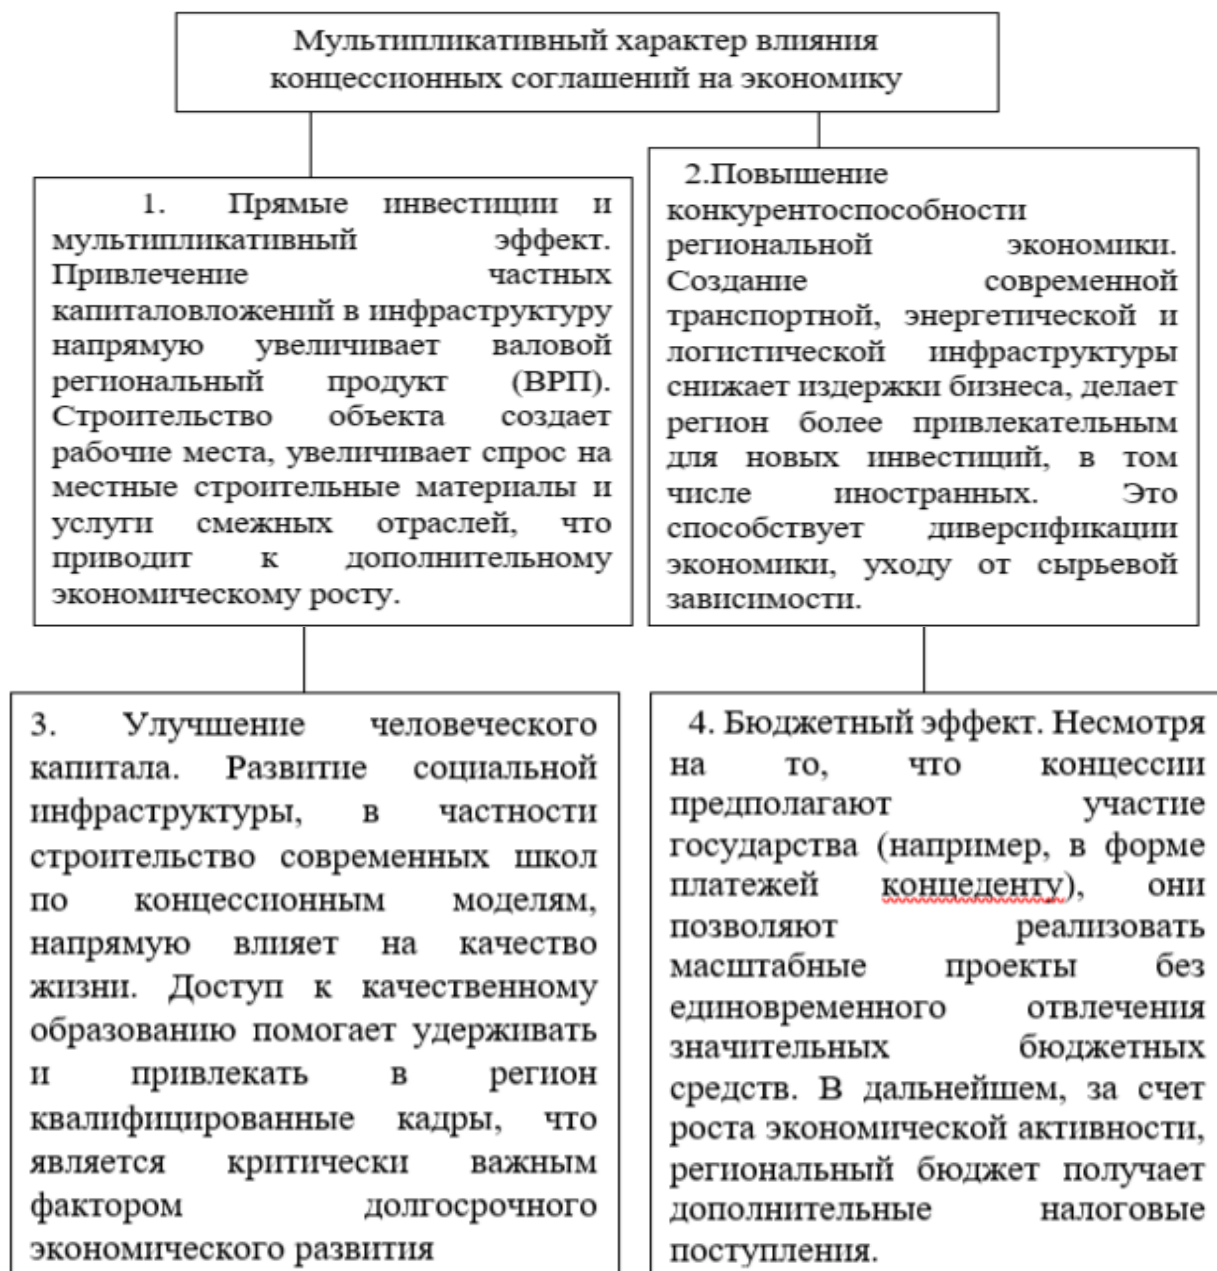 Мультипликативный характер влияния
концессионных соглашений на экономику
1. Прямые инвестиции и
мультипликативный эффект.
Привлечение частных
капиталовложений в инфраструктуру
напрямую увеличивает валовой
региональный продукт (ВРП).
Строительство объекта создает
рабочие места, увеличивает спрос на
местные строительные материалы и
услуги смежных отраслей, что
приводит к дополнительному
экономическому росту.
2.Повышение
конкурентоспособности
региональной экономики.
Создание современной
транспортной, энергетической и
логистической инфраструктуры
снижает издержки бизнеса, делает
регион более привлекательным
для новых инвестиций, в том
числе иностранных. Это
способствует диверсификации
экономики, уходу от сырьевой
зависимости.
3. Улучшение человеческого
капитала. Развитие социальной
инфраструктуры, в частности
строительство современных школ
по концессионным моделям,
напрямую влияет на качество
жизни. Доступ к качественному
образованию помогает удерживать
и привлекать в регион
квалифицированные кадры, что
является критически важным
фактором долгосрочного
экономического развития
4. Бюджетный эффект. Несмотря
на то, что концессии
предполагают участие
государства (например, в форме
платежей концеденту), они
позволяют реализовать
масштабные проекты без
единовременного отвлечения
значительных бюджетных
средств. В дальнейшем, за счет
роста экономической активности,
региональный бюджет получает
дополнительные налоговые
поступления.